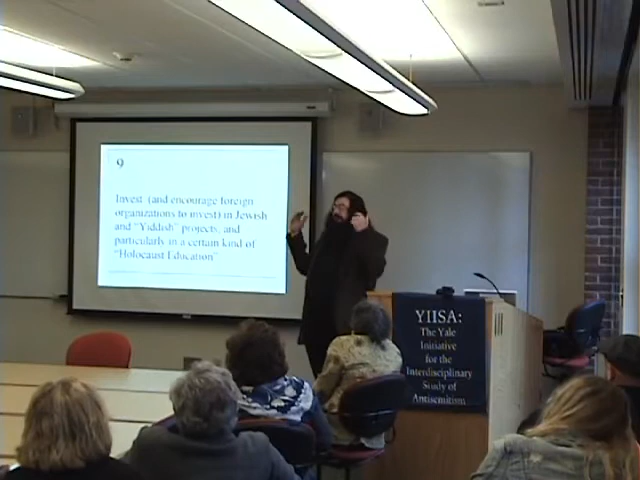 9
Invest (and encourage foreign
organizations to invest) in Jewish
and "Yiddish" projects, and
particularly in a certain kind of
"Holocaust Education"
YIISA:
The Yale
Initiative
for the
Interdisciplinary
Study of
Antisemitism